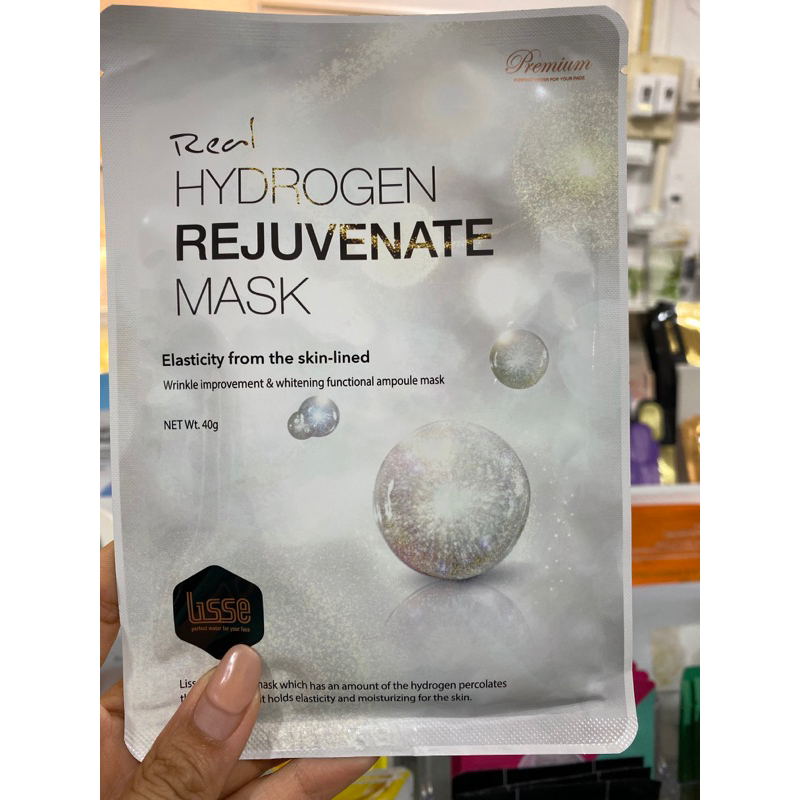 Premium
Real
HYDROGEN
REJUVENATE
MASK
Elasticity from the skin-lined
Wrinkle improvement & whitening functional ampoule mask
NET Wt. 40g
Lisse
perfect water for your face
Liss mask which has an amount of the hydrogen percolates
it holds elasticity and moisturizing for the skin.